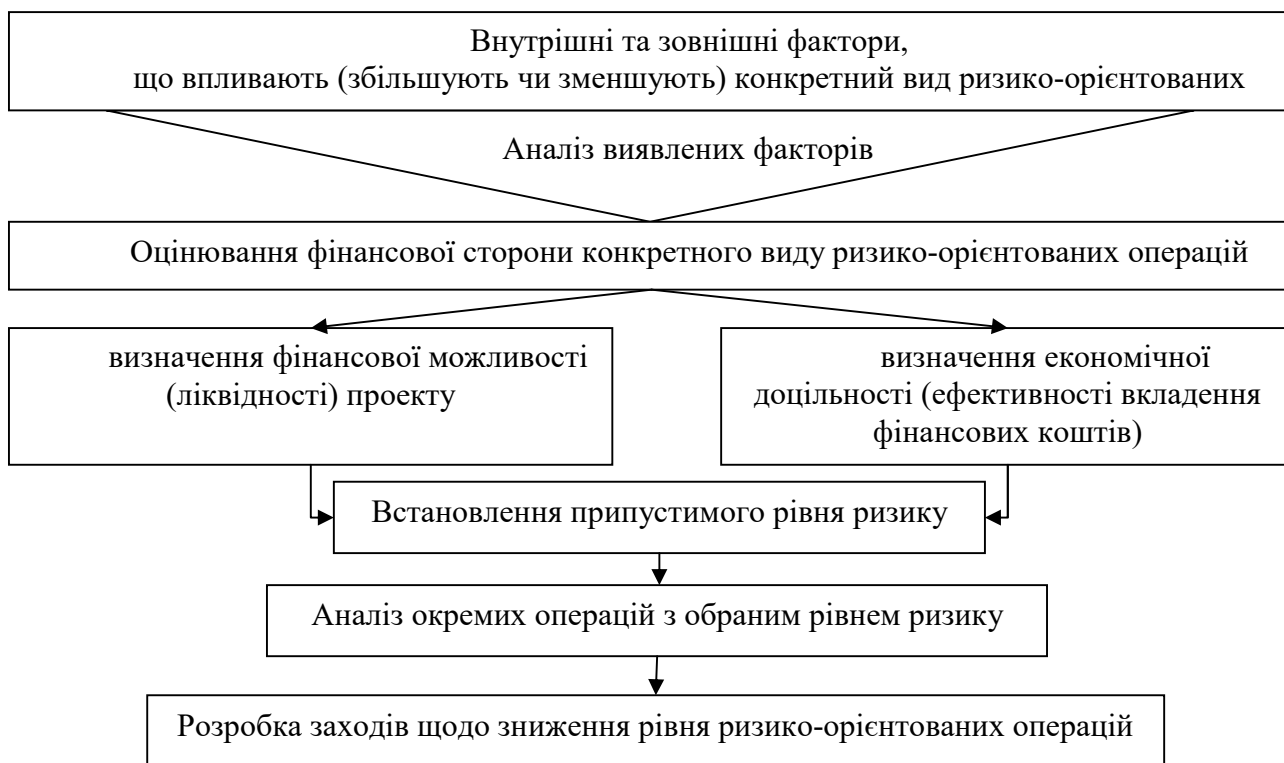 Внутрішні та зовнішні фактори,
що впливають (збільшують чи зменшують) конкретний вид ризико-орієнтованих
Аналіз виявлених факторів
Оцінювання фінансової сторони конкретного виду ризико-орієнтованих операцій
визначення фінансової можливості
(ліквідності) проекту
визначення економічної
доцільності (ефективності вкладення
фінансових коштів)
Встановлення припустимого рівня ризику
Аналіз окремих операцій з обраним рівнем ризику
Розробка заходів щодо зниження рівня ризико-орієнтованих операцій